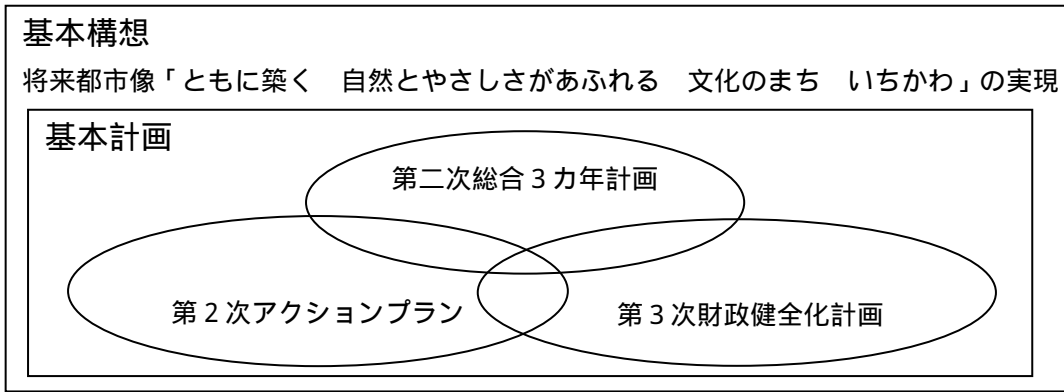 基本構想
将来都市像「ともに築く　自然とやさしさがあふれる　文化のまち　いちかわ」の実現
基本計画
第二次総合３カ年計画
第２次アクションプラン
第３次財政健全化計画